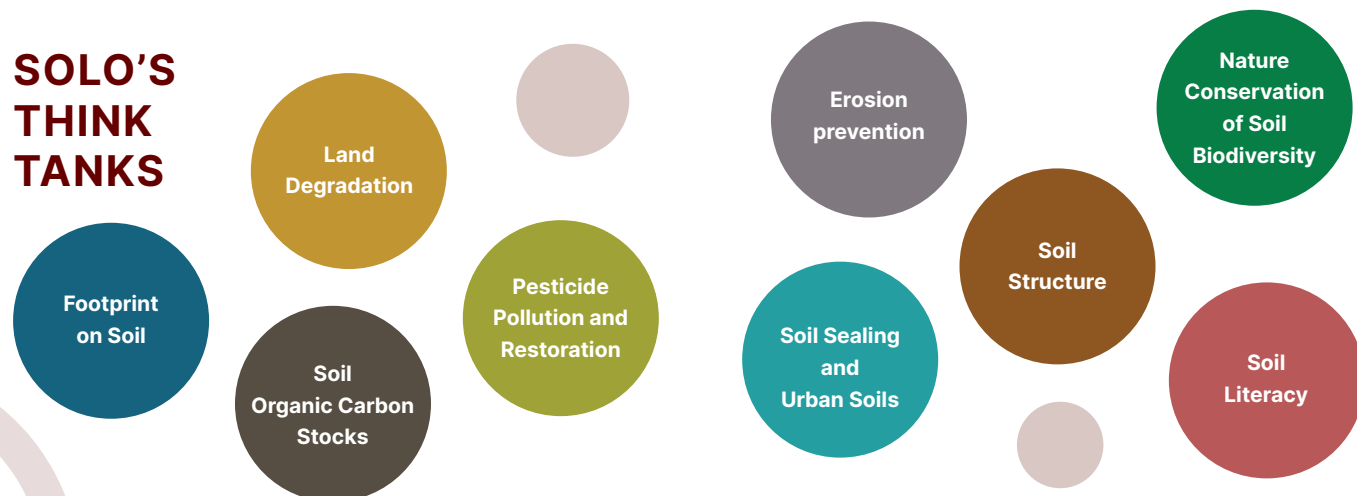 SOLO’S
THINK
TANKS
Land
Degradation
Footprint
on Soil
Soil
Organic Carbon
Stocks
Pesticide
Pollution and
Restoration
Erosion
prevention
Nature
Conservation
of Soil
Biodiversity
Soil
Structure
Soil Sealing
and
Urban Soils
Soil
Literacy